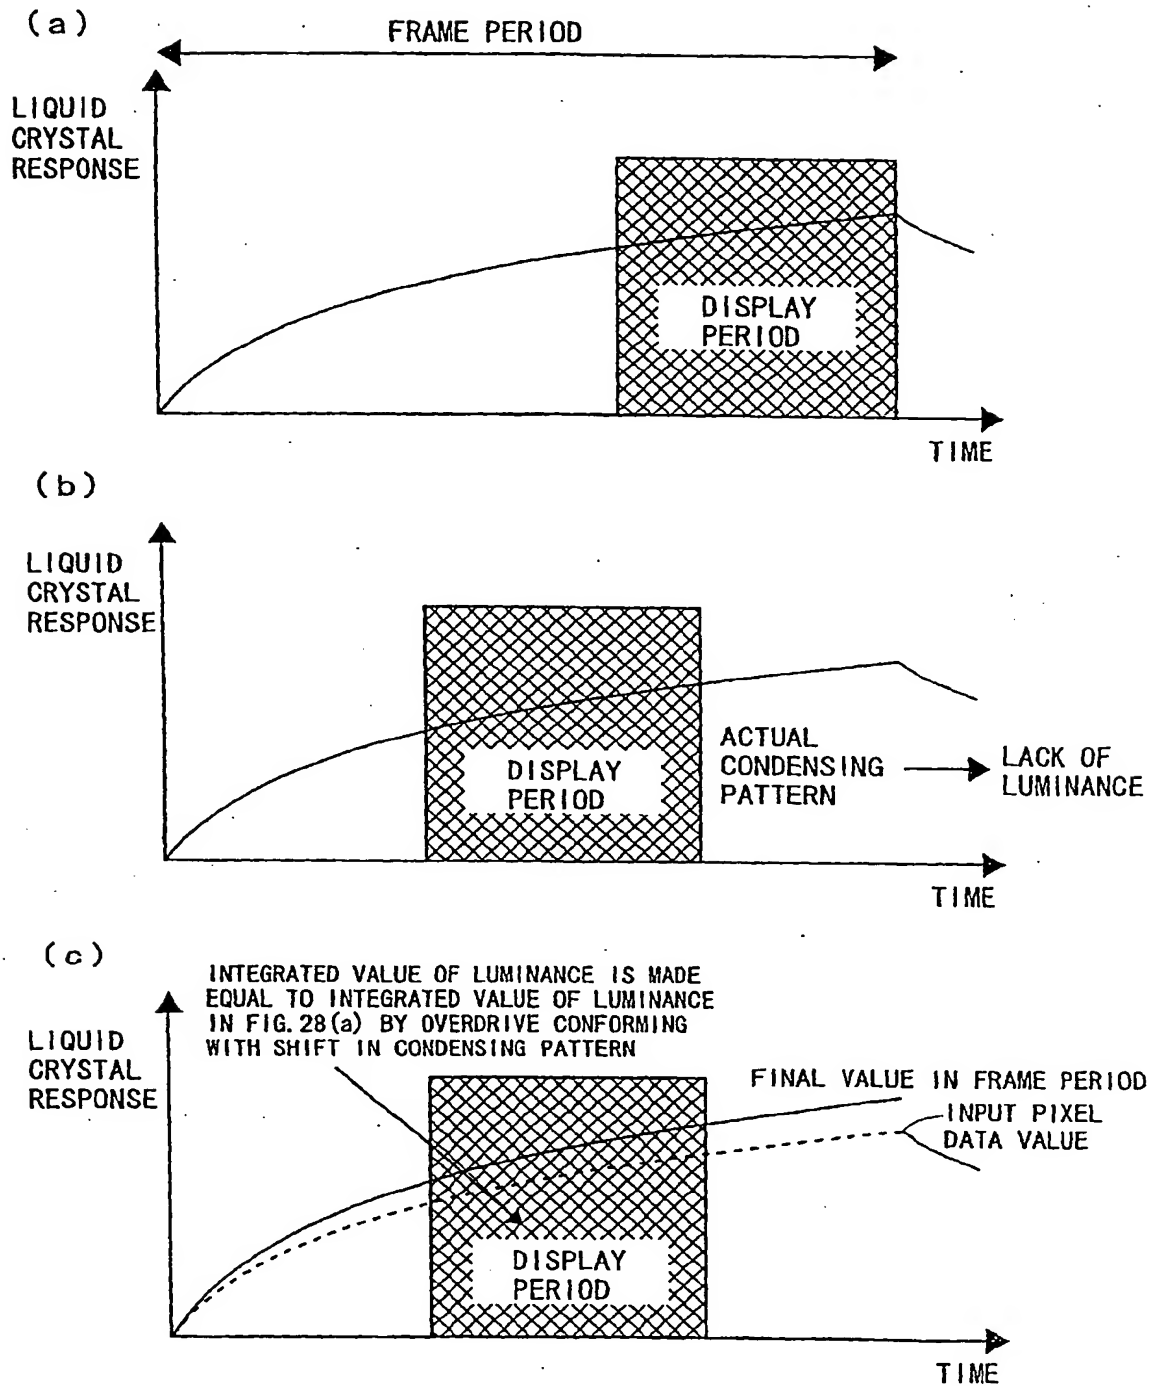 (a)
FRAME PERIOD
LIQUID
CRYSTAL
RESPONSE
DISPLAY
PERIOD
TIME
(b)
LIQUID
CRYSTAL
RESPONSE
DISPLAY
PERIOD
ACTUAL
CONDENSING
PATTERN
LACK OF
LUMINANCE
TIME
(c)
INTEGRATED VALUE OF LUMINANCE IS MADE
EQUAL TO INTEGRATED VALUE OF LUMINANCE
IN FIG. 28(a) BY OVERDRIVE CONFORMING
WITH SHIFT IN CONDENSING PATTERN
LIQUID
CRYSTAL
RESPONSE
FINAL VALUE IN FRAME PERIOD
INPUT PIXEL
DATA VALUE
DISPLAY
PERIOD
TIME